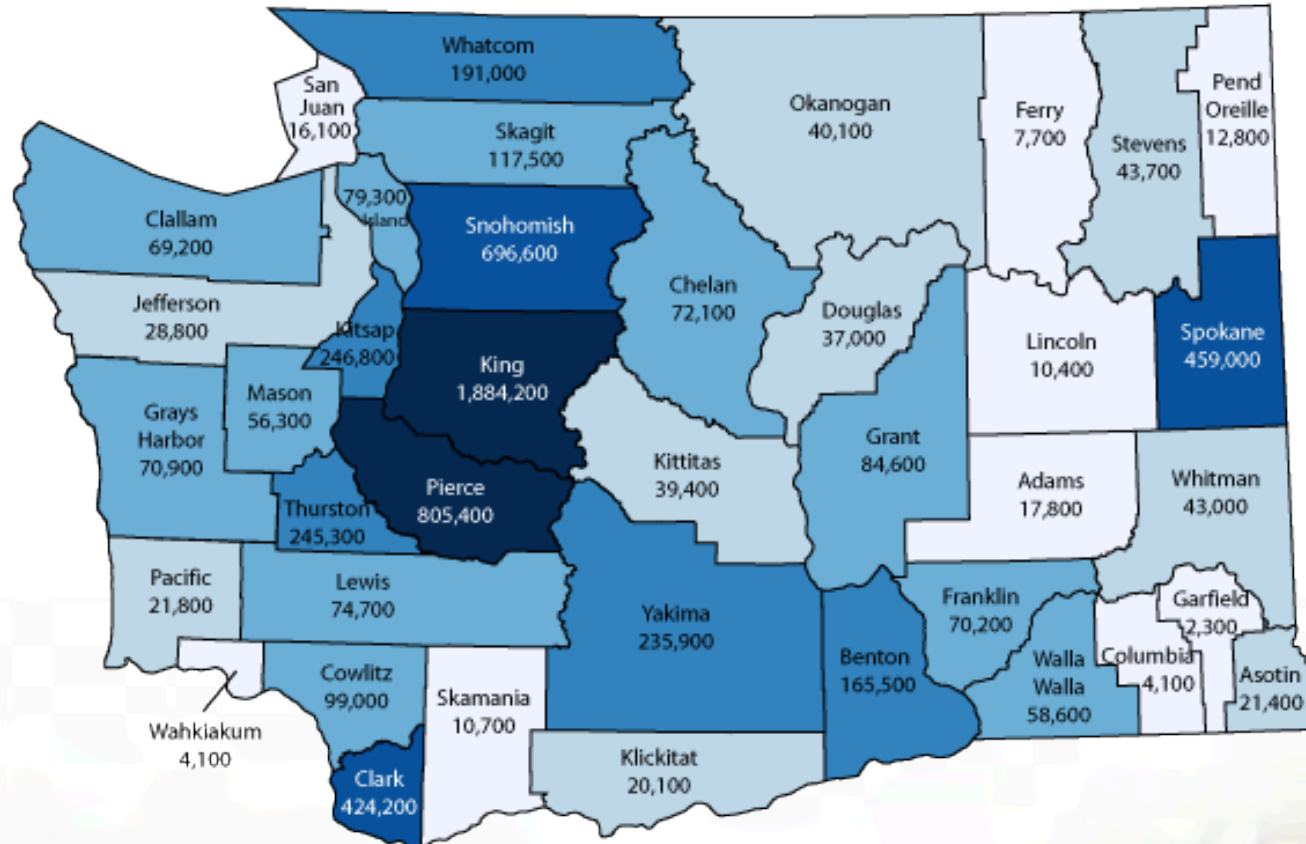 Whatcom
191,000
San
Juan
16,100
Skagit
117,500
Okanogan
40,100
Ferry
7,700
Stevens
43,700
Pend
Oreille
12,800
Clallam
69,200
79,300
Island
Snohomish
696,600
Chelan
72,100
Douglas
37,000
Jefferson
28,800
Kitsap
246,800
King
1,884,200
Lincoln
10,400
Spokane
459,000
Grays
Harbor
70,900
Mason
56,300
Thurston
245,300
Pierce
805,400
Kittitas
39,400
Grant
84,600
Adams
17,800
Whitman
43,000
Pacific
21,800
Lewis
74,700
Yakima
235,900
Benton
165,500
Franklin
70,200
Walla
Walla
58,600
Columbia
4,100
Garfield
2,300
Asotin
21,400
Wahkiakum
4,100
Cowlitz
99,000
Skamania
10,700
Clark
424,200
Klickitat
20,100